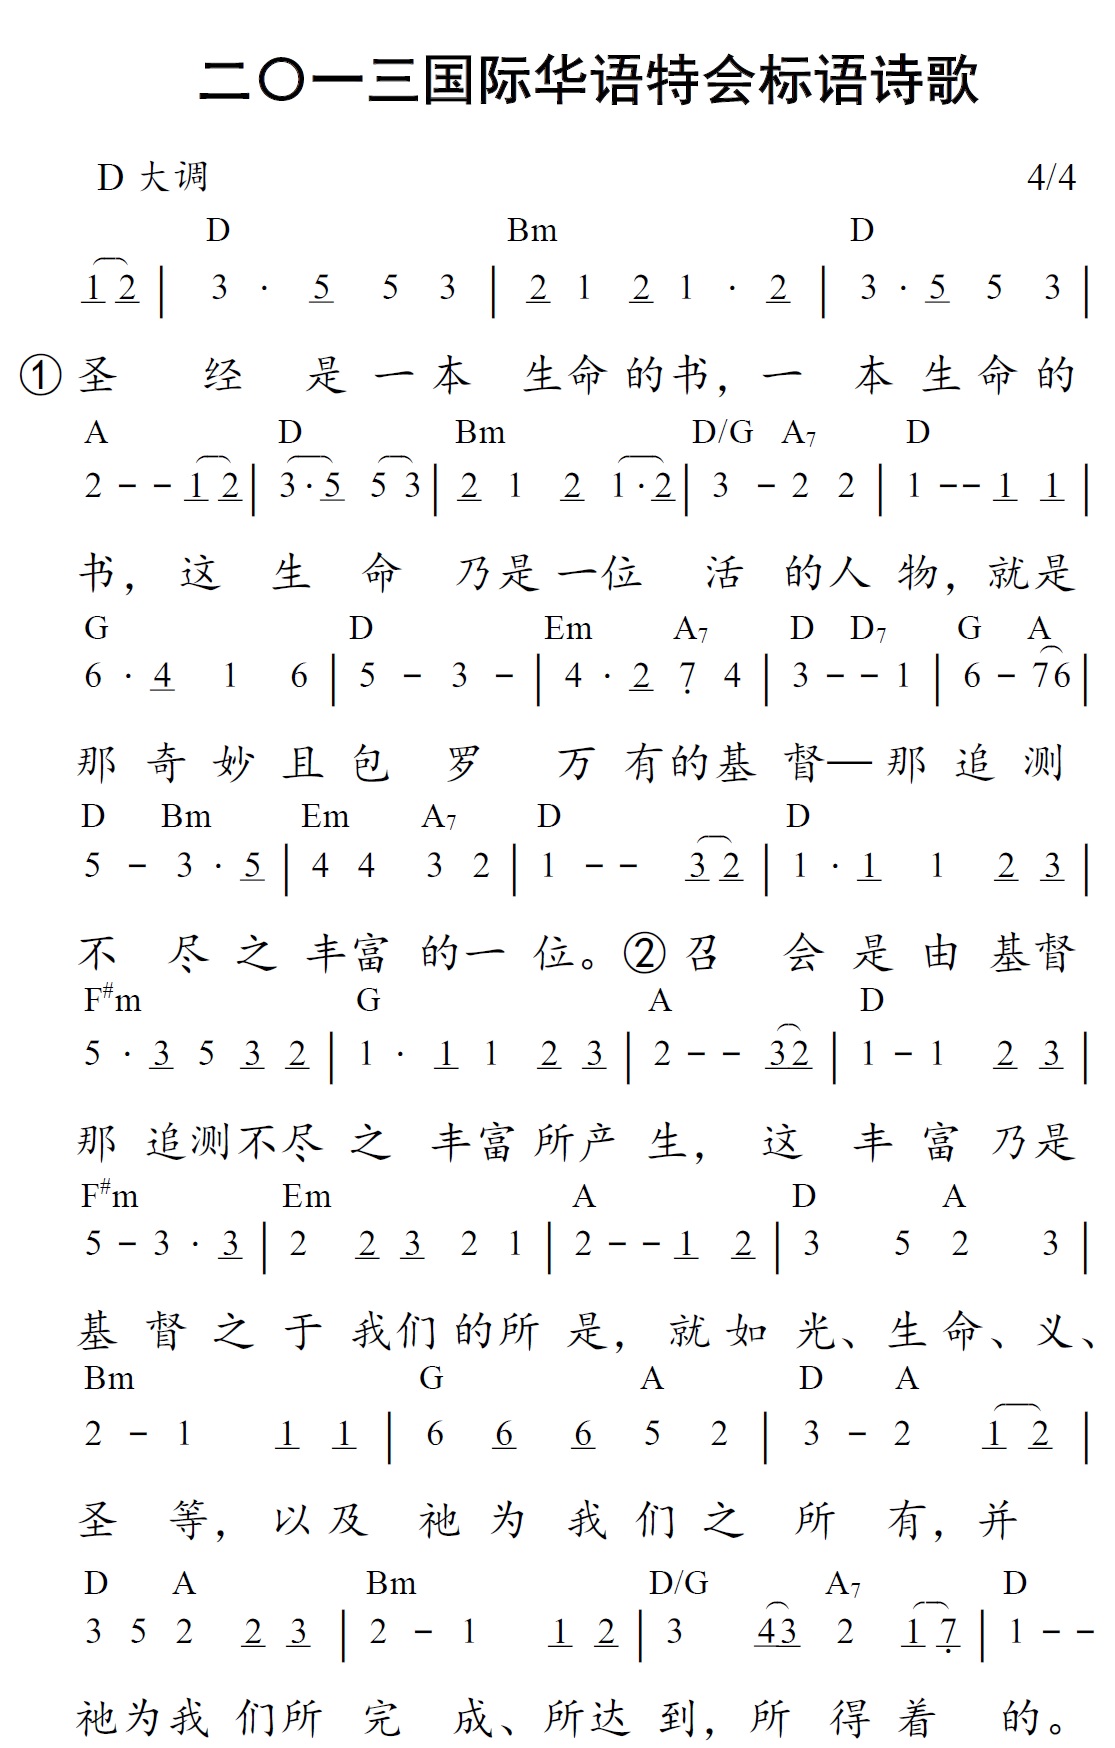 二〇一三国际华语特会标语诗歌
D 大调 4/4
D Bm D
1 2 | 3 · 5 5 3 | 2 1 2 1 · 2 | 3 · 5 5 3 |
① 圣 经 是 一 本 生命 的书，一 本 生 命 的
A D Bm D/G A7 D
2 - - 1 2 | 3 · 5 5 3 | 2 1 2 1 · 2 | 3 - 2 2 | 1 - - 1 1 |
书，这 生 命 乃是 一位 活 的人 物，就是
G D Em A7 D D7 G A
6 · 4 1 6 | 5 - 3 - | 4 · 2 7̣ 4 | 3 - - 1 | 6 - 7 6 |
那 奇 妙 且 包 罗 万 有的基 督—那 追 测
D Bm Em A7 D D
5 - 3 · 5 | 4 4 3 2 | 1 - - 3 2 | 1 · 1 1 2 3 |
不 尽 之 丰富 的一 位。② 召 会 是 由 基督
F#m G A D
5 · 3 5 3 2 | 1 · 1 1 2 3 | 2 - - 3 2 | 1 - 1 2 3 |
那 追测不尽 之 丰富 所产 生，这 丰 富 乃是
F#m Em A D A
5 - 3 · 3 | 2 2 3 2 1 | 2 - - 1 2 | 3 5 2 3 |
基 督 之 于 我们 的所 是，就 如 光、生 命、义、
Bm G A D A
2 - 1 1 1 | 6 6 6 5 2 | 3 - 2 1 2 |
圣 等，以及 祂 为 我 们 之 所 有，并
D A Bm D/G A7 D
3 5 2 2 3 | 2 - 1 1 2 | 3 4 3 2 1 7̣ | 1 - -
祂为我 们所 完 成、所达 到，所 得 着 的。